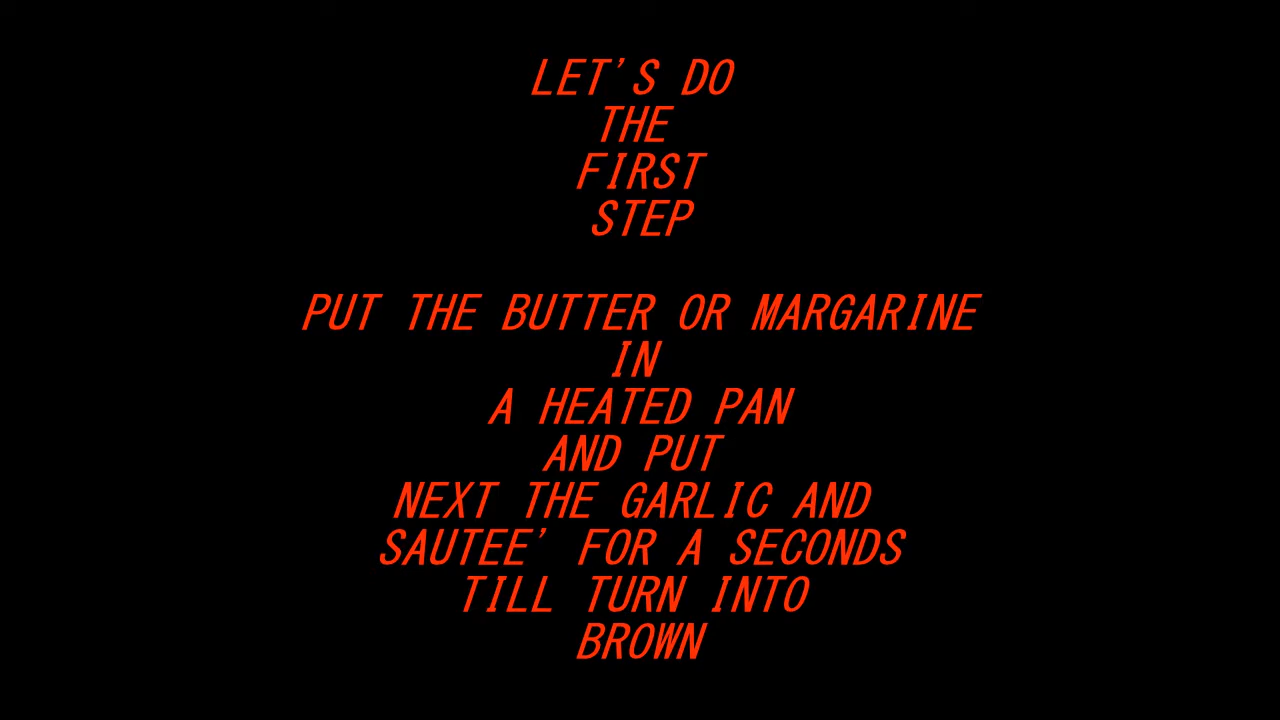 LET'S DO
THE
FIRST
STEP
PUT THE BUTTER OR MARGARINE
IN
A HEATED PAN
AND PUT
NEXT THE GARLIC AND
SAUTEE' FOR A SECONDS
TILL TURN INTO
BROWN